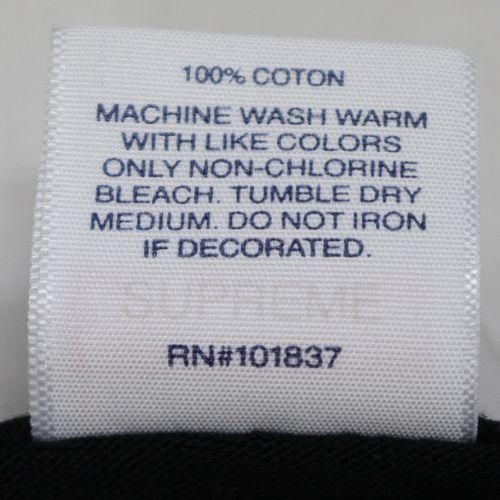 100% COTON
MACHINE WASH WARM
WITH LIKE COLORS
ONLY NON-CHLORINE
BLEACH. TUMBLE DRY
MEDIUM. DO NOT IRON
IF DECORATED.
SUPREME
RN#101837